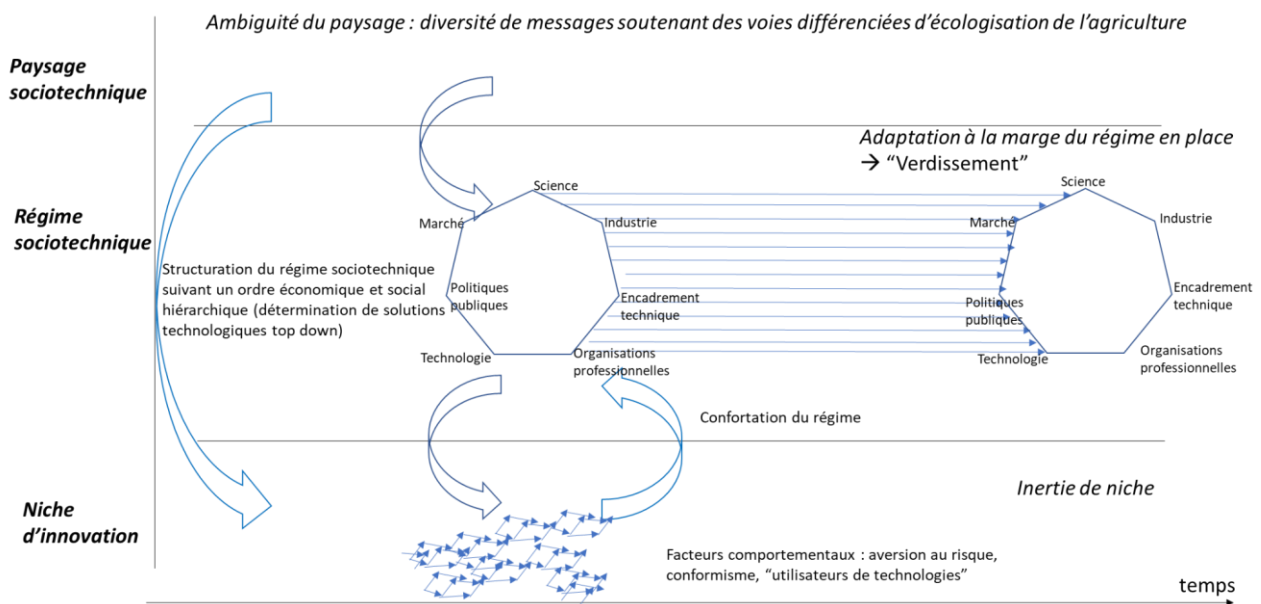 Ambiguité du paysage : diversité de messages soutenant des voies différenciées d’écologisation de l’agriculture
Paysage
sociotechnique
Adaptation à la marge du régime en place
→ “Verdissement”
Régime
sociotechnique
Science
Marché
Industrie
Politiques
publiques
Encadrement
technique
Technologie
Organisations
professionnelles
Science
Marché
Industrie
Politiques
publiques
Encadrement
technique
Technologie
Organisations
professionnelles
Structuration du régime sociotechnique
suivant un ordre économique et social
hiérarchique (détermination de solutions
technologiques top down)
Confortation du régime
Niche
d’innovation
Inertie de niche
Facteurs comportementaux : aversion au risque,
conformisme, “utilisateurs de technologies”
temps